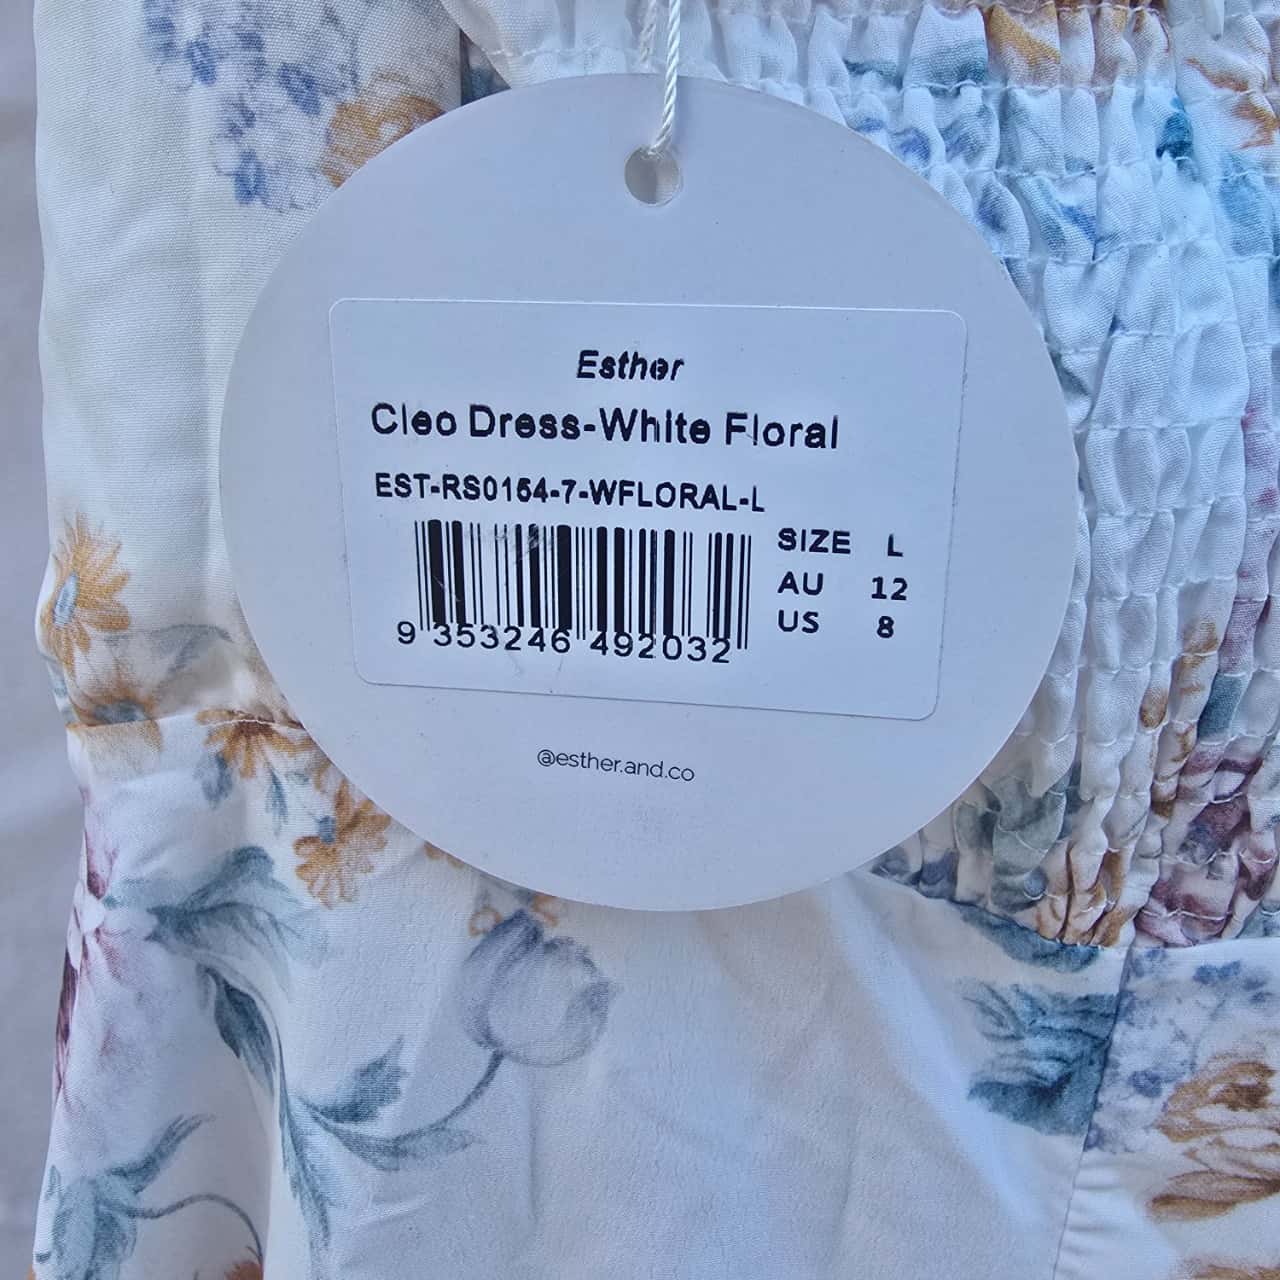 Esther
Cleo Dress-White Floral
EST-RS0154-7-WFLORAL-L
SIZE L
AU 12
US 8
9 353246 492032
@esther.and.co